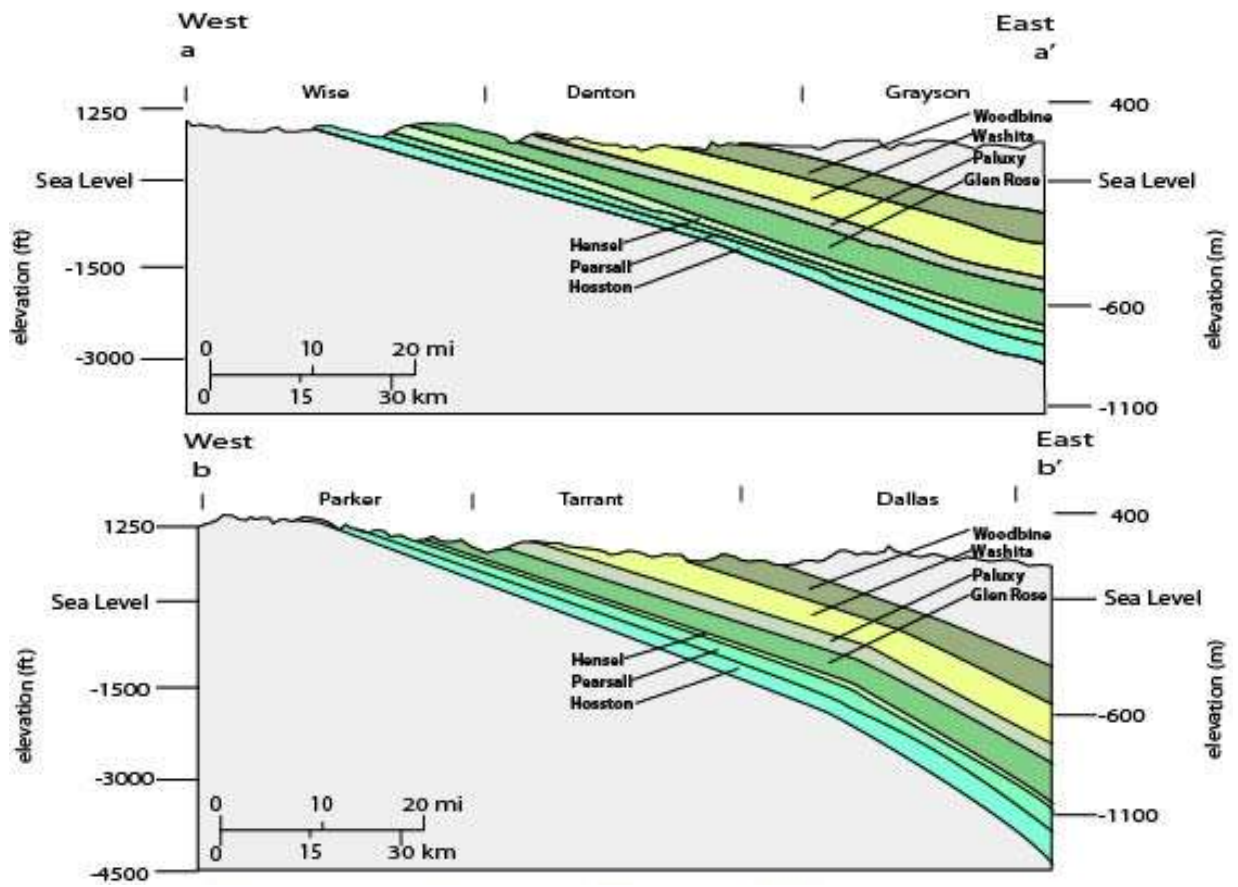 West East
a a’
Wise Denton Grayson
1250 400
Woodbine
Washita
Paluxy
Sea Level Glen Rose Sea Level
Hensel
-1500 Pearsall
Hosston
-600
elevation (ft) elevation (m)
0 10 20 mi
-3000
0 15 30 km
-1100
West East
b b’
Parker Tarrant Dallas
1250 400
Woodbine
Washita
Paluxy
Sea Level Glen Rose Sea Level
Hensel
Pearsall
-1500 Hosston
-600
elevation (ft) elevation (m)
-3000
0 10 20 mi
-1100
0 15 30 km
-4500